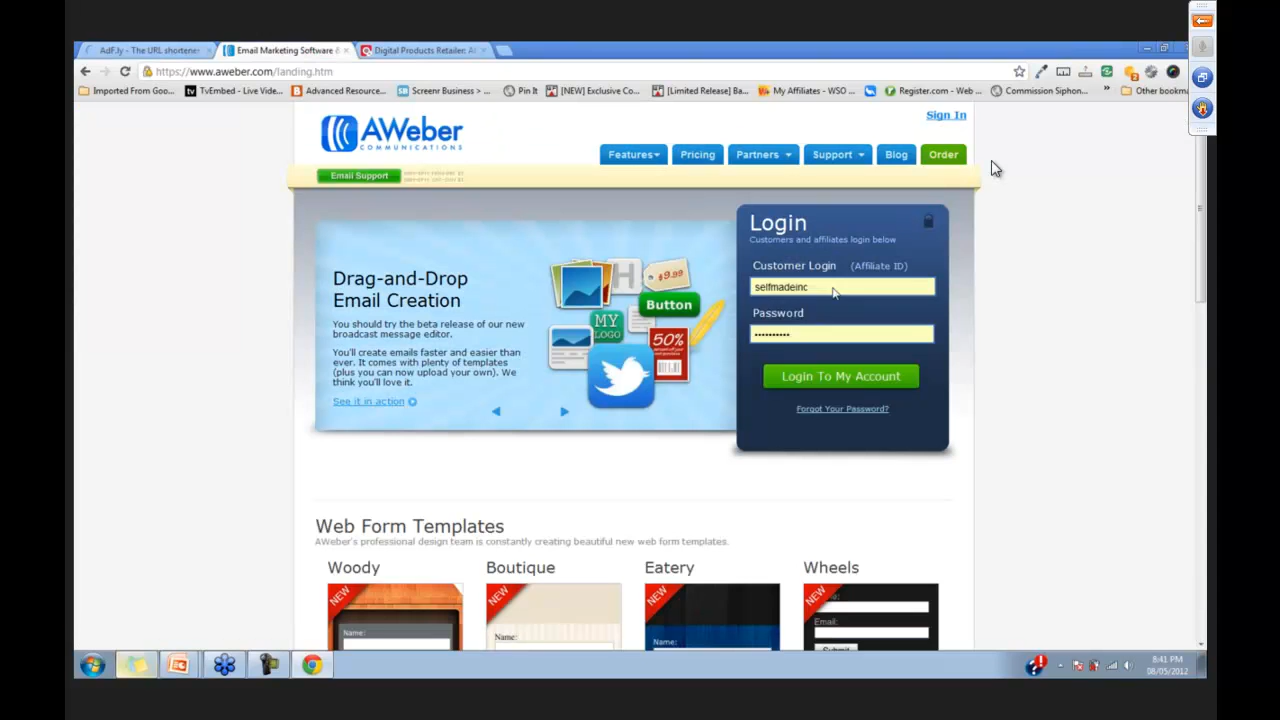 AdF.ly - The URL shortene
Email Marketing Software &
Digital Products Retailer: Af
https://www.aweber.com/landing.htm
Imported From Goo...
TvEmbed - Live Vide...
Advanced Resource...
Screenr Business > ...
Pin It
[NEW] Exclusive Co...
[Limited Release] Ba...
My Affiliates - WSO ...
Register.com - Web ...
Commission Siphon...
»
Other bookma
AWeber
COMMUNICATIONS
Sign In
Features
Pricing
Partners
Support
Blog
Order
Email Support
Drag-and-Drop
Email Creation
You should try the beta release of our new
broadcast message editor.
You'll create emails faster and easier than
ever. It comes with plenty of templates
(plus you can now upload your own). We
think you'll love it.
See it in action
H
$9.99
Button
MY
LOGO
50%
Login
Customers and affiliates login below
Customer Login (Affiliate ID)
selfmadeinc
Password
••••••••••
Login To My Account
Forgot Your Password?
Web Form Templates
AWeber's professional design team is constantly creating beautiful new web form templates.
Woody
Boutique
Eatery
Wheels
NEW
NEW
NEW
NEW
Name:
Name:
Name:
Email:
Submit
8:41 PM
08/05/2012